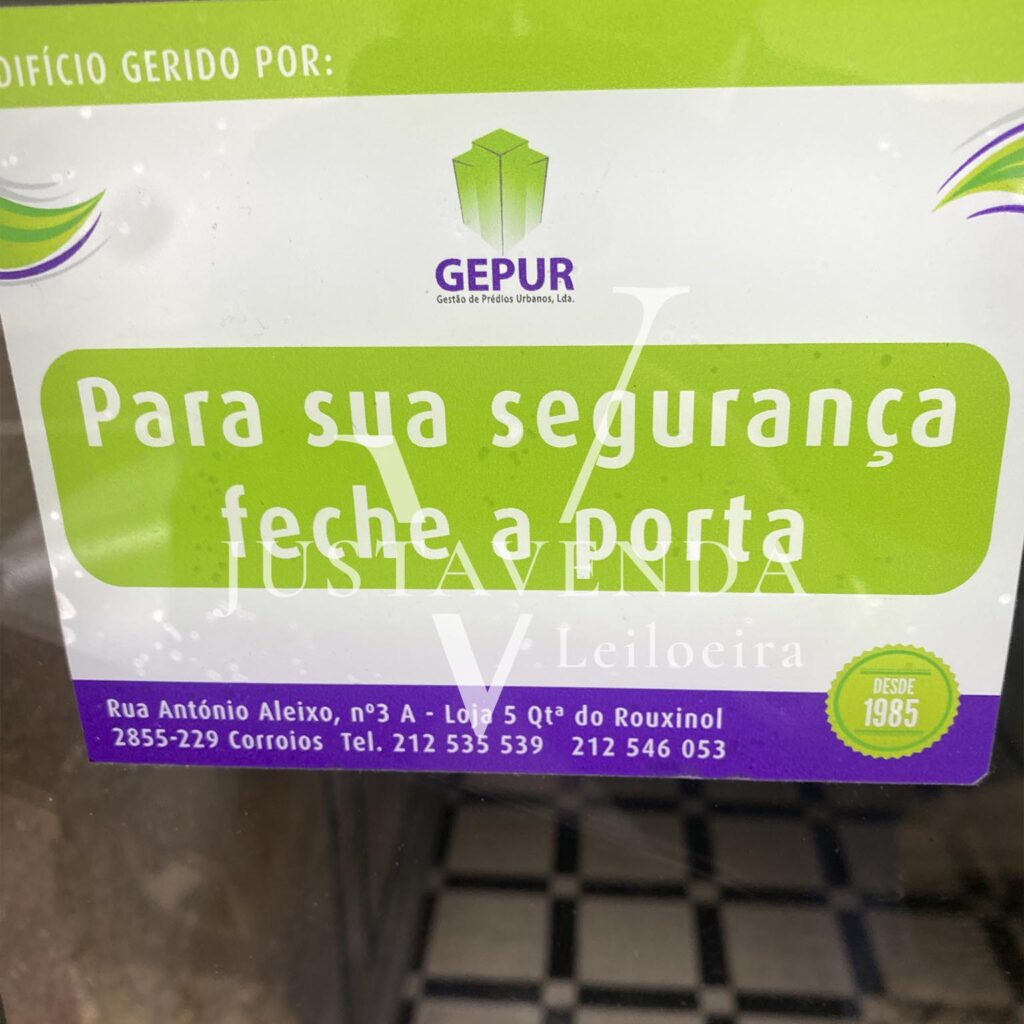 DIFÍCIO GERIDO POR:
GEPUR
Gestão de Prédios Urbanos, Lda.
Para sua segurança
feche a porta
JUSTAVENDA
Leiloeira
DESDE
1985
Rua António Aleixo, nº3 A - Loja 5 Qtª do Rouxinol
2855-229 Corroios Tel. 212 535 539 212 546 053